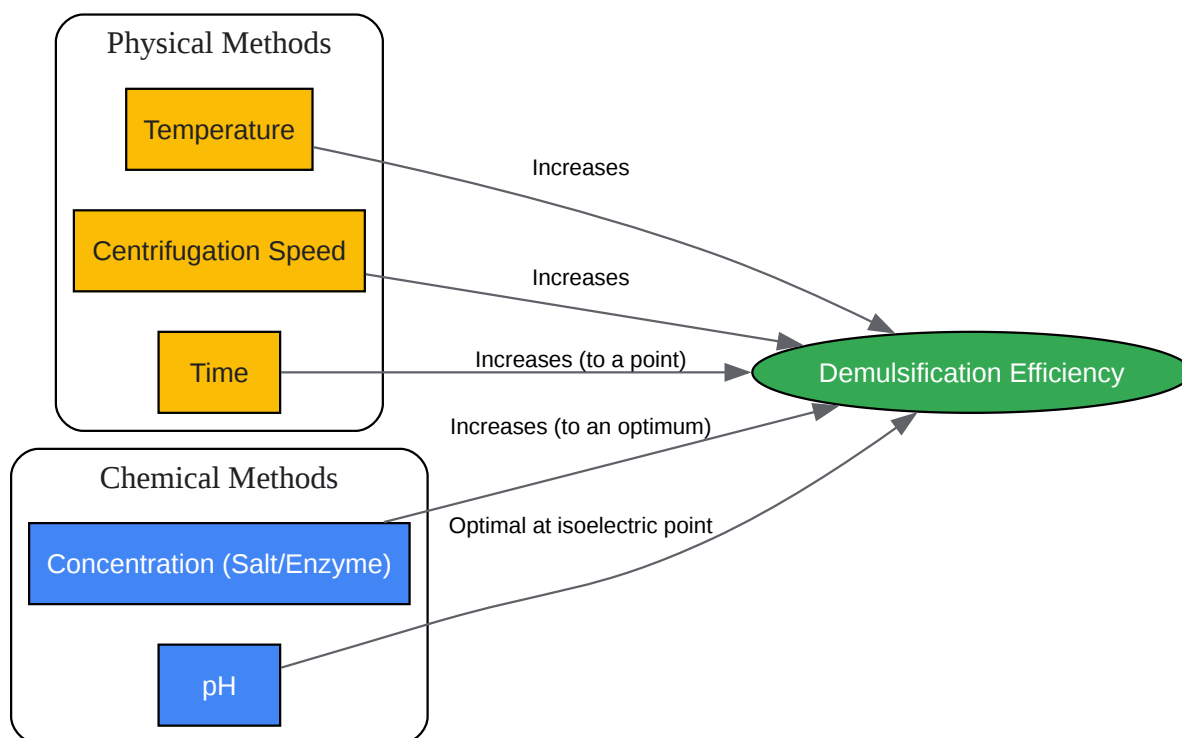 Physical Methods
Temperature
Increases
Centrifugation Speed
Increases
Time
Increases (to a point)
Demulsification Efficiency
Increases (to an optimum)
Chemical Methods
Concentration (Salt/Enzyme)
Optimal at isoelectric point
pH